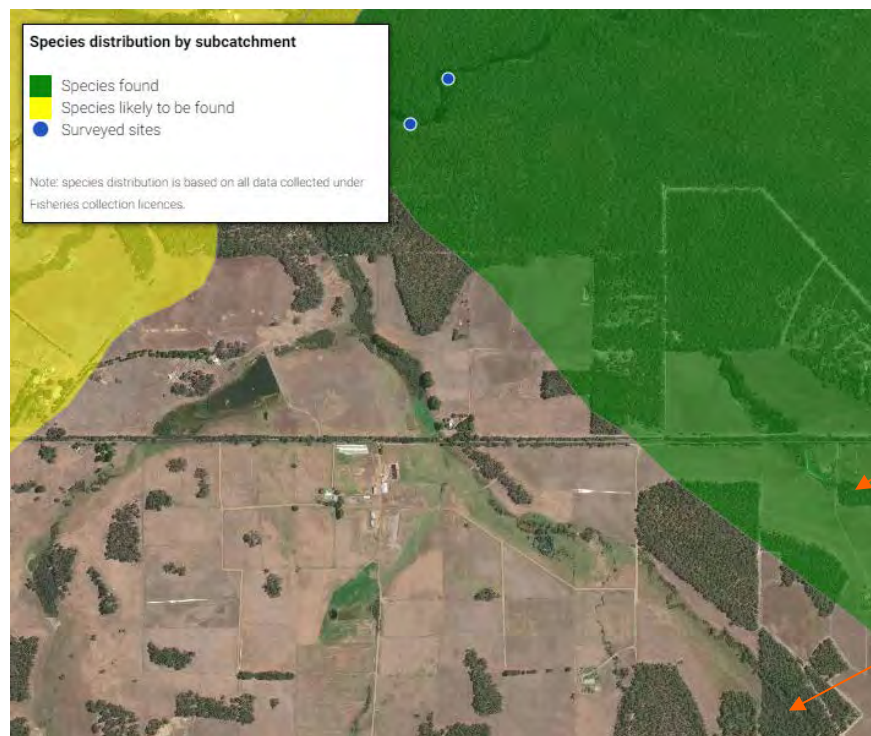 Species distribution by subcatchment
Species found
Species likely to be found
Surveyed sites
Note: species distribution is based on all data collected under
Fisheries collection licences.